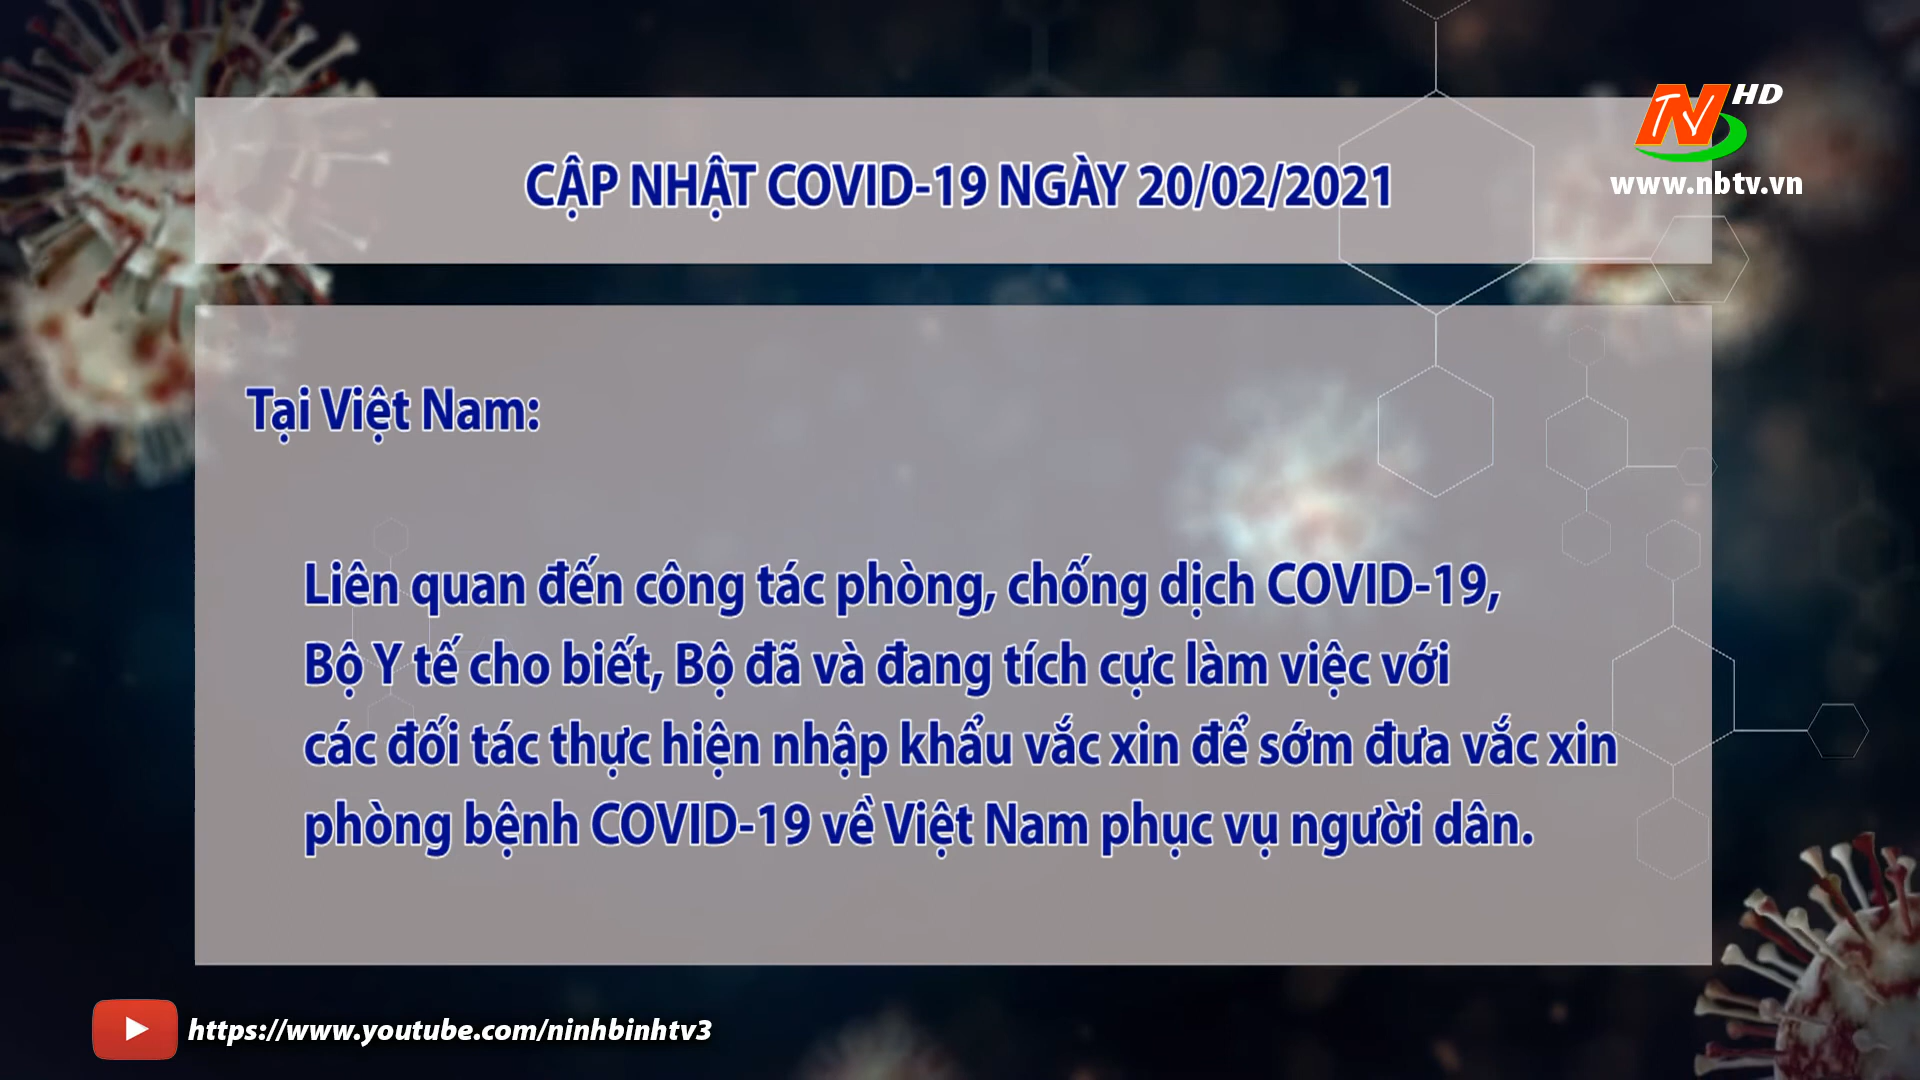 NTV HD
www.nbtv.vn
CẬP NHẬT COVID-19 NGÀY 20/02/2021
Tại Việt Nam:
Liên quan đến công tác phòng, chống dịch COVID-19,
Bộ Y tế cho biết, Bộ đã và đang tích cực làm việc với
các đối tác thực hiện nhập khẩu vắc xin để sớm đưa vắc xin
phòng bệnh COVID-19 về Việt Nam phục vụ người dân.
https://www.youtube.com/ninhbinhtv3